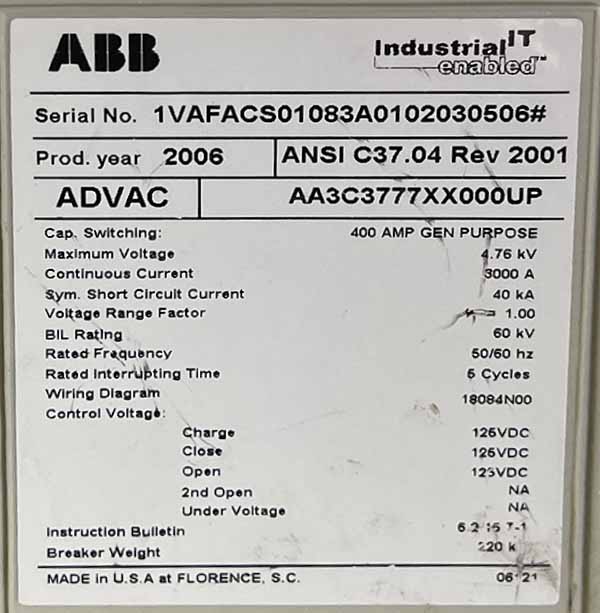 ABB
Industrial IT
enabled™
Serial No. 1VAFACS01083A0102030506#
Prod. year 2006 ANSI C37.04 Rev 2001
ADVAC AA3C3777XX000UP
Cap. Switching: 400 AMP GEN PURPOSE
Maximum Voltage 4.76 kV
Continuous Current 3000 A
Sym. Short Circuit Current 40 kA
Voltage Range Factor 1.00
BIL Rating 60 kV
Rated Frequency 50/60 hz
Rated Interrupting Time 5 Cycles
Wiring Diagram 18084N00
Control Voltage:
Charge 125VDC
Close 125VDC
Open 125VDC
2nd Open NA
Under Voltage NA
Instruction Bulletin
Breaker Weight
MADE IN U.S.A at FLORENCE, S.C.